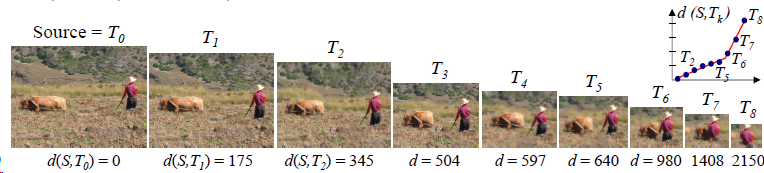 Source = T0
T1
T2
T3
T4
T5
T6
T7
T8
d (S,Tk)
T8
T7
T6
T5
T2
d(S,T0) = 0
d(S,T1) = 175
d(S,T2) = 345
d = 504
d = 597
d = 640
d = 980
1408
2150